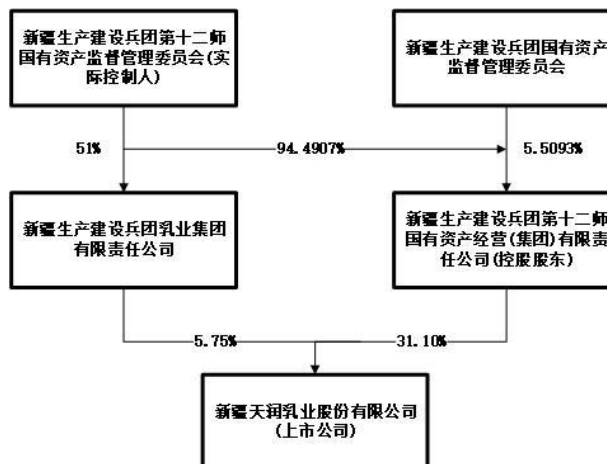 新疆生产建设兵团第十二师
国有资产监督管理委员会(实
际控制人)
新疆生产建设兵团国有资产
监督管理委员会
51%
94.4907%
5.5093%
新疆生产建设兵团乳业集团
有限责任公司
新疆生产建设兵团第十二师
国有资产经营(集团)有限责
任公司(控股股东)
5.75%
31.10%
新疆天润乳业股份有限公司
(上市公司)